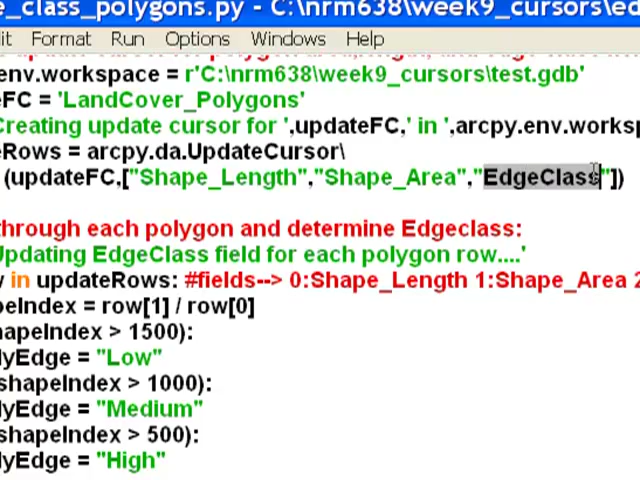 e_class_polygons.py - C:\nrm638\week9_cursors\ed
it Format Run Options Windows Help
env.workspace = r'C:\nrm638\week9_cursors\test.gdb'
eFC = 'LandCover_Polygons'
Creating update cursor for ',updateFC,' in ',arcpy.env.worksp
eRows = arcpy.da.UpdateCursor\
(updateFC,["Shape_Length","Shape_Area","EdgeClass"])
through each polygon and determine Edgeclass:
Updating EdgeClass field for each polygon row....'
w in updateRows: #fields--> 0:Shape_Length 1:Shape_Area 2
peIndex = row[1] / row[0]
hapeIndex > 1500):
lyEdge = "Low"
shapeIndex > 1000):
lyEdge = "Medium"
shapeIndex > 500):
lyEdge = "High"